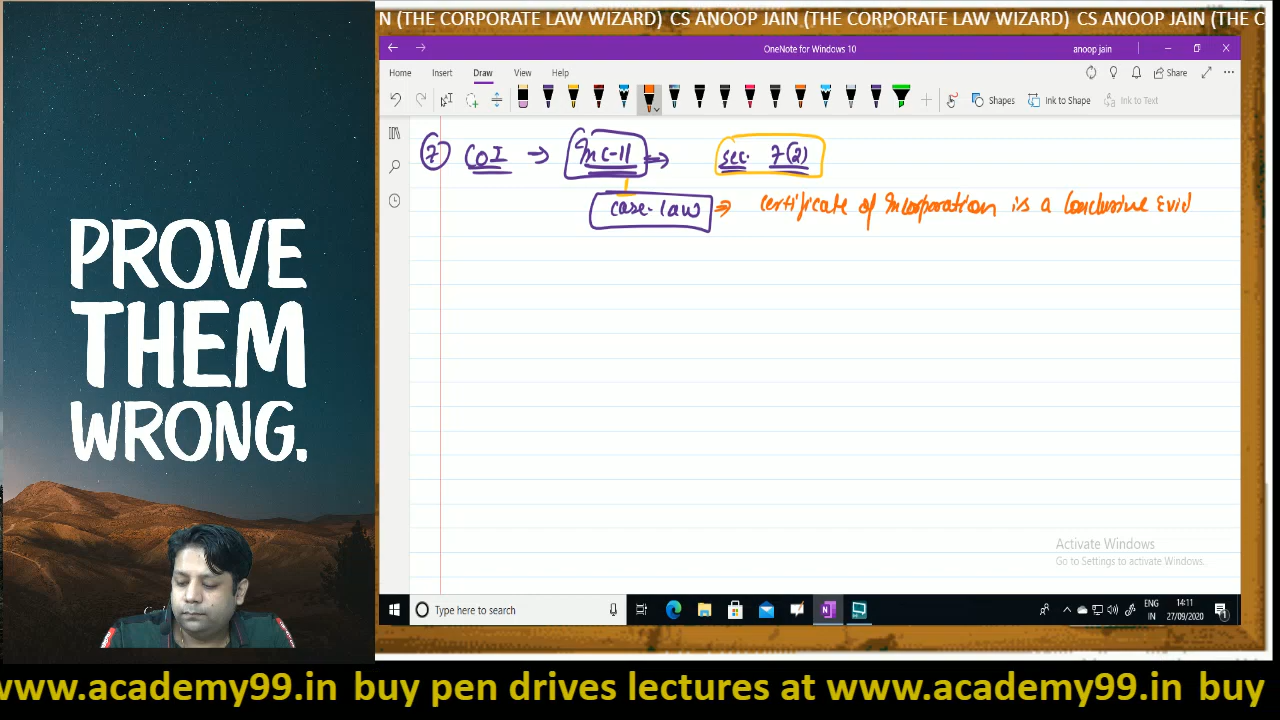 N (THE CORPORATE LAW WIZARD) CS ANOOP JAIN (THE CORPORATE LAW WIZARD) CS ANOOP JAIN (THE C
OneNote for Windows 10
anoop jain
Home Insert Draw View Help
Share
Shapes Ink to Shape Ink to Text
7 COI → Inc-11 ⇒ sec. 7(2)
case law ⇒ certificate of Incorporation is a Conclusive Evid
PROVE
THEM
WRONG.
Activate Windows
Go to Settings to activate Windows.
Type here to search
ENG
IN
14:11
27/09/2020
www.academy99.in buy pen drives lectures at www.academy99.in buy